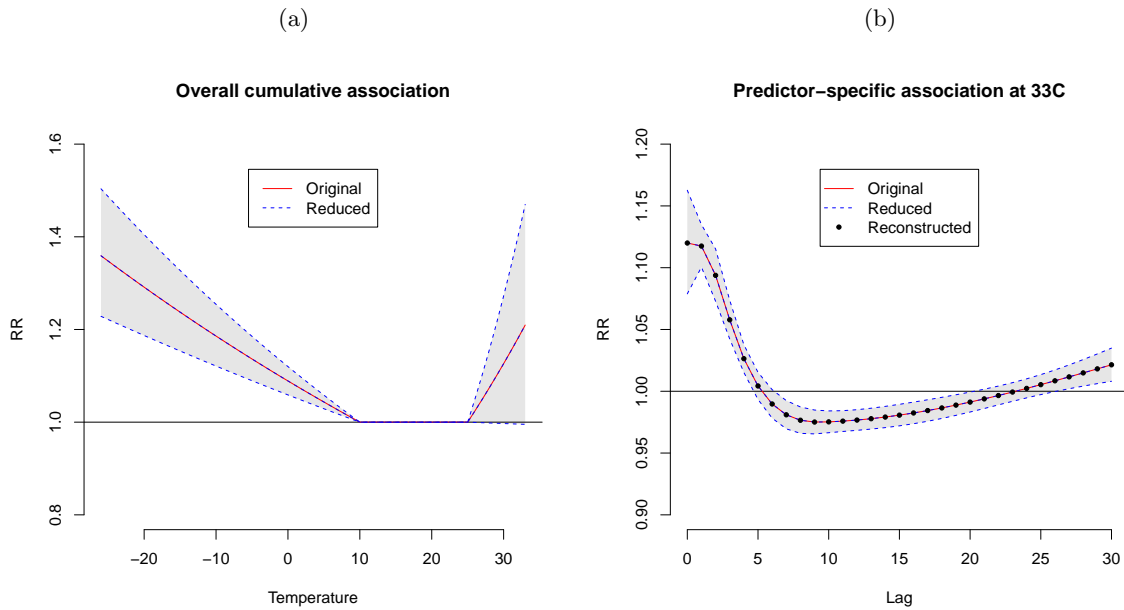 (a)
Overall cumulative association
RR
1.6
1.4
1.2
1.0
0.8
Original
Reduced
−20 −10 0 10 20 30
Temperature
(b)
Predictor−specific association at 33C
RR
1.20
1.15
1.10
1.05
1.00
0.95
0.90
Original
Reduced
Reconstructed
0 5 10 15 20 25 30
Lag